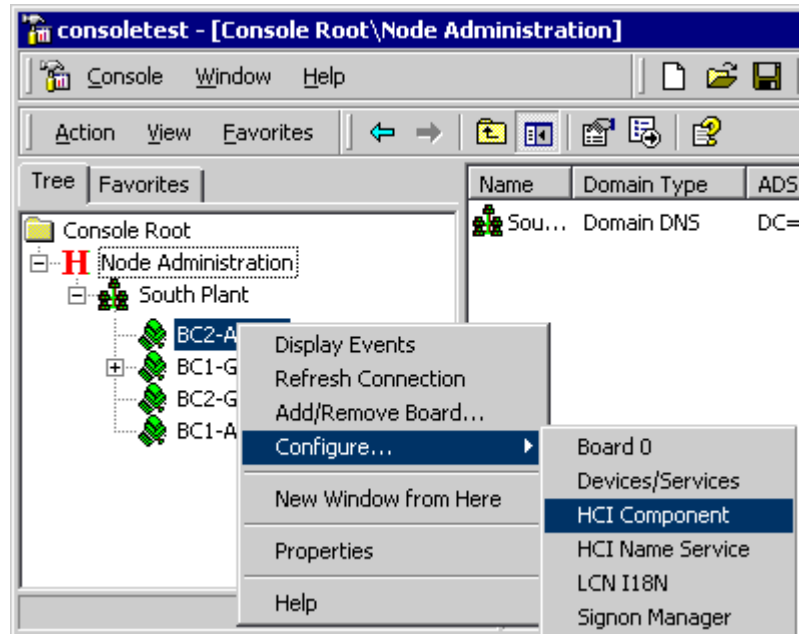 consoletest - [Console Root\Node Administration]
Console Window Help
Action View Favorites
Tree Favorites
Name Domain Type ADS
Console Root
Sou... Domain DNS DC=
H Node Administration
South Plant
BC2-A
BC1-G
BC2-G
BC1-A
Display Events
Refresh Connection
Add/Remove Board...
Configure...
New Window from Here
Properties
Help
Board 0
Devices/Services
HCI Component
HCI Name Service
LCN I18N
Signon Manager